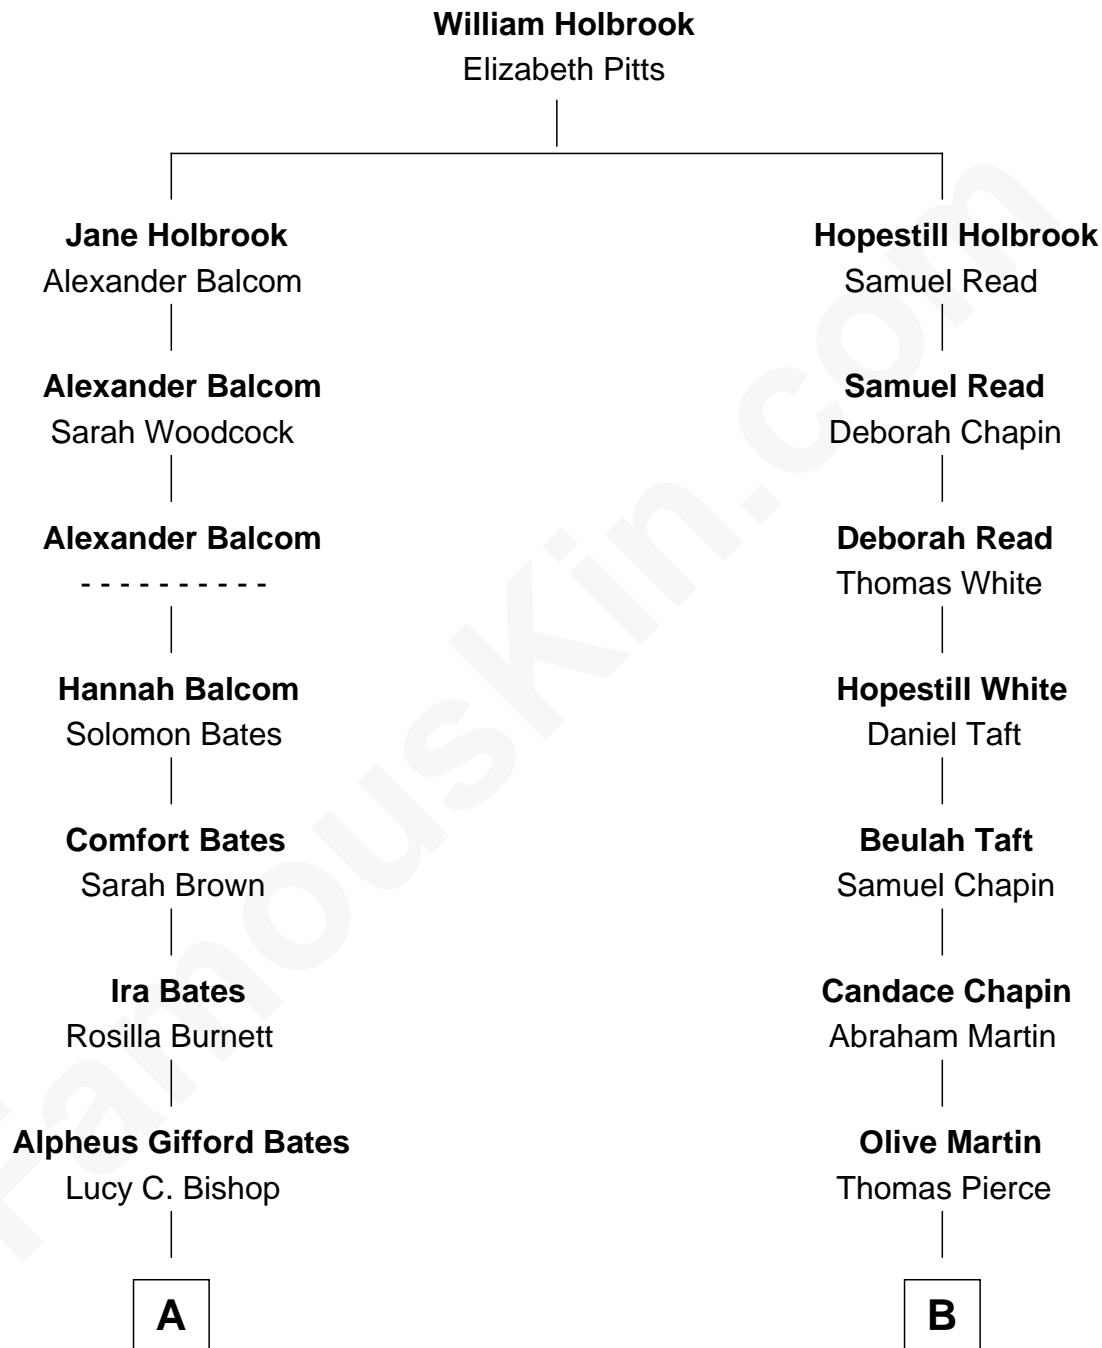 William Holbrook
Elizabeth Pitts
Jane Holbrook
Alexander Balcom
Hopestill Holbrook
Samuel Read
Alexander Balcom
Sarah Woodcock
Samuel Read
Deborah Chapin
Alexander Balcom
- - - - - - - - - -
Deborah Read
Thomas White
Hannah Balcom
Solomon Bates
Hopestill White
Daniel Taft
Comfort Bates
Sarah Brown
Beulah Taft
Samuel Chapin
Ira Bates
Rosilla Burnett
Candace Chapin
Abraham Martin
Alpheus Gifford Bates
Lucy C. Bishop
Olive Martin
Thomas Pierce
A
B
FamousKin.com